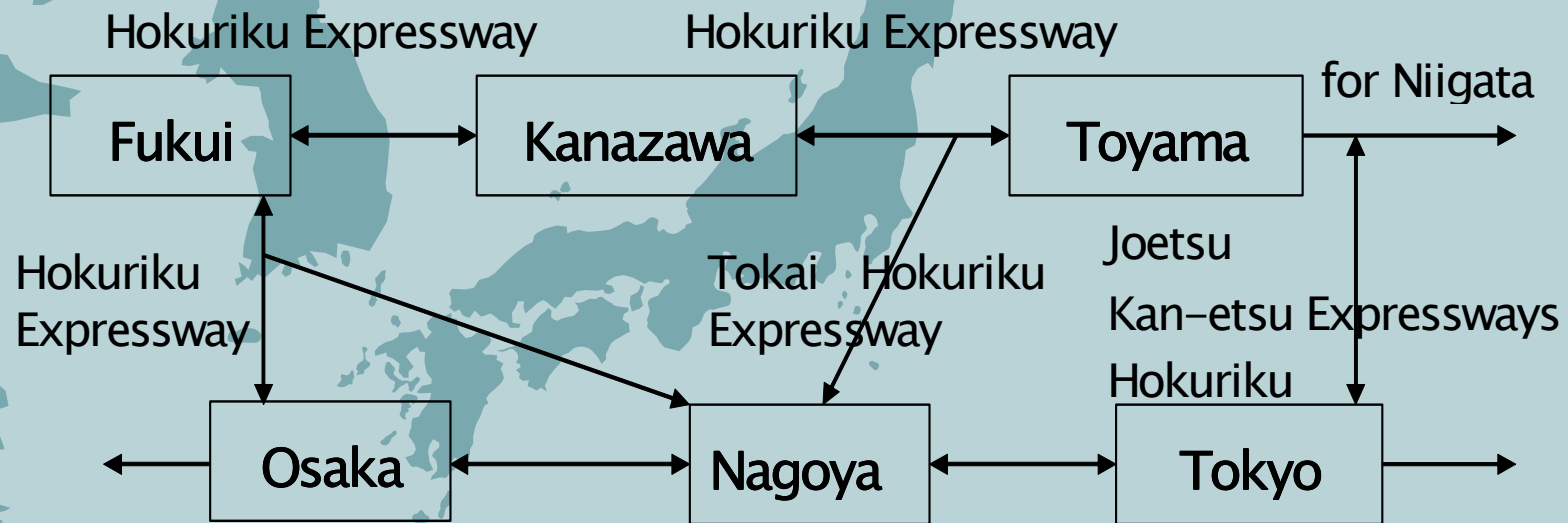 Hokuriku Expressway
Hokuriku Expressway
for Niigata
Fukui
Kanazawa
Toyama
Hokuriku
Expressway
Tokai Hokuriku
Expressway
Joetsu
Kan-etsu Expressways
Hokuriku
Osaka
Nagoya
Tokyo